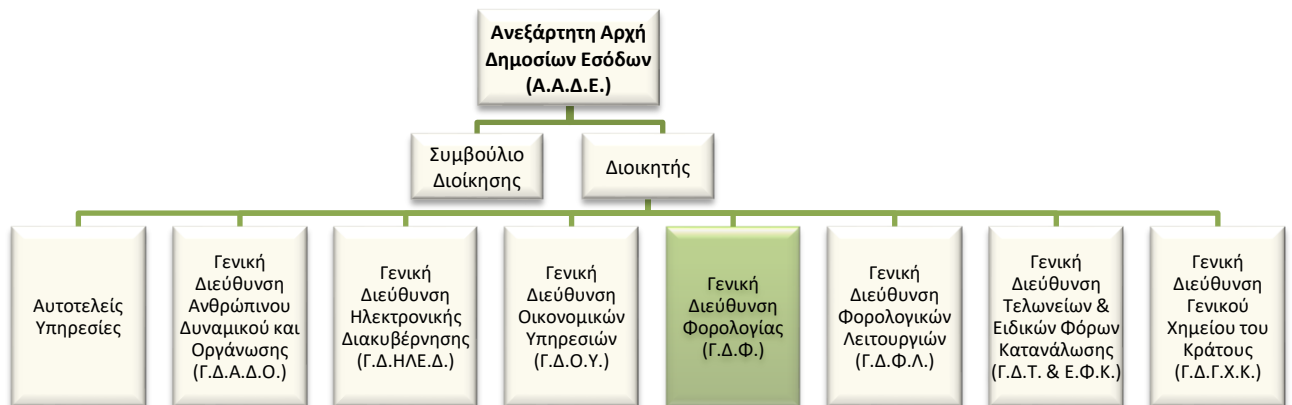 Ανεξάρτητη Αρχή
Δημοσίων Εσόδων
(Α.Α.Δ.Ε.)
Συμβούλιο
Διοίκησης
Διοικητής
Αυτοτελείς
Υπηρεσίες
Γενική
Διεύθυνση
Ανθρώπινου
Δυναμικού και
Οργάνωσης
(Γ.Δ.Α.Δ.Ο.)
Γενική
Διεύθυνση
Ηλεκτρονικής
Διακυβέρνησης
(Γ.Δ.ΗΛΕ.Δ.)
Γενική
Διεύθυνση
Οικονομικών
Υπηρεσιών
(Γ.Δ.Ο.Υ.)
Γενική
Διεύθυνση
Φορολογίας
(Γ.Δ.Φ.)
Γενική
Διεύθυνση
Φορολογικών
Λειτουργιών
(Γ.Δ.Φ.Λ.)
Γενική
Διεύθυνση
Τελωνείων &
Ειδικών Φόρων
Κατανάλωσης
(Γ.Δ.Τ. & Ε.Φ.Κ.)
Γενική
Διεύθυνση
Γενικού
Χημείου του
Κράτους
(Γ.Δ.Γ.Χ.Κ.)